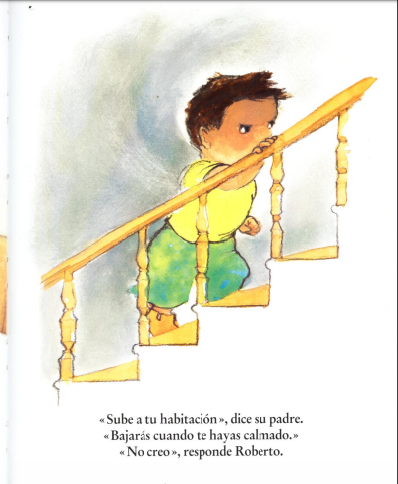 «Sube a tu habitación», dice su padre.
«Bajarás cuando te hayas calmado.»
«No creo», responde Roberto.